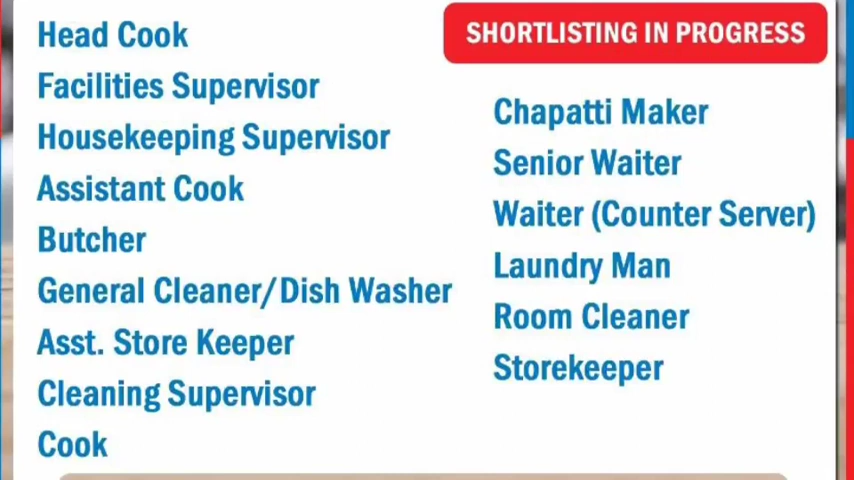 Head Cook
Facilities Supervisor
Housekeeping Supervisor
Assistant Cook
Butcher
General Cleaner/Dish Washer
Asst. Store Keeper
Cleaning Supervisor
Cook
SHORTLISTING IN PROGRESS
Chapatti Maker
Senior Waiter
Waiter (Counter Server)
Laundry Man
Room Cleaner
Storekeeper